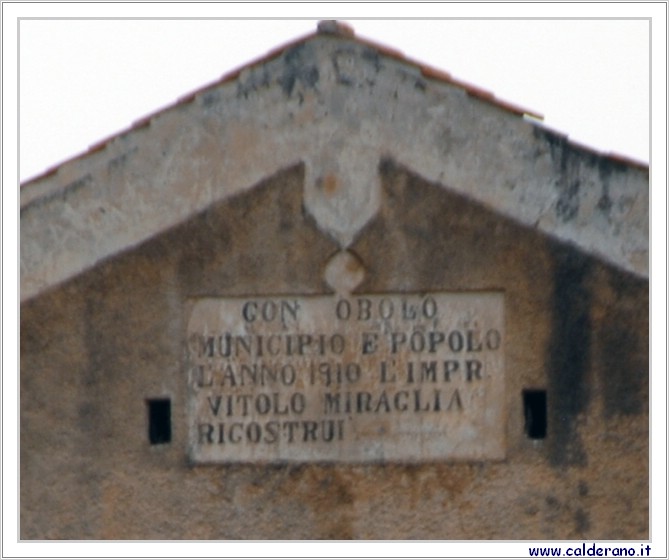 CON OBOLO
MUNICIPIO E POPOLO
L'ANNO 1910 L'IMPR.
VITOLO MIRAGLIA
RICOSTRUI
www.calderano.it